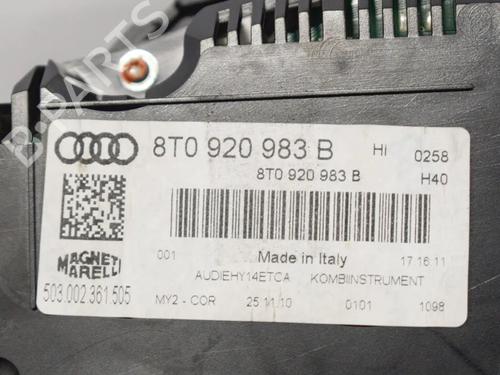 8T0 920 983 B HI 0258
8T0 920 983 B H40
001 Made in Italy 17:16:11
MAGNETI
MARELLI
AUDIEHY14ETCA KOMBIINSTRUMENT
503.002.361.505
MY2 - COR 25.11.10 0101 1098
B-PARTS